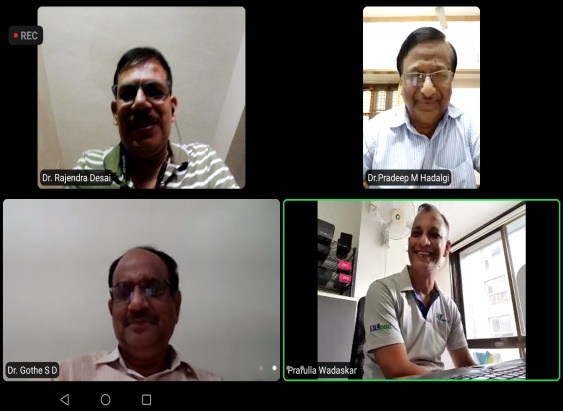 REC
Dr. Rajendra Desai
Dr.Pradeep M Hadalgi
Dr. Gothe S D
Prafulla Wadaskar